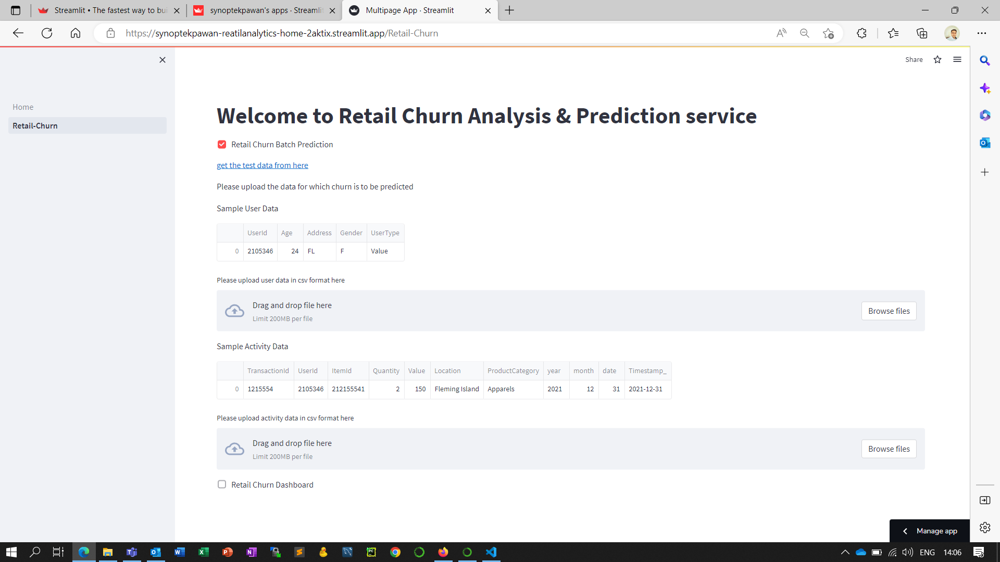 Streamlit • The fastest way to bui
synoptekpawan's apps · Streamlit
Multipage App · Streamlit
https://synoptekpawan-reatilanalytics-home-2aktix.streamlit.app/Retail-Churn
Share
Home
Retail-Churn
Welcome to Retail Churn Analysis & Prediction service
Retail Churn Batch Prediction
get the test data from here
Please upload the data for which churn is to be predicted
Sample User Data
UserId Age Address Gender UserType
0 2105346 24 FL F Value
Please upload user data in csv format here
Drag and drop file here
Limit 200MB per file
Browse files
Sample Activity Data
TransactionId UserId ItemId Quantity Value Location ProductCategory year month date Timestamp_
0 1215554 2105346 212155541 2 150 Fleming Island Apparels 2021 12 31 2021-12-31
Please upload activity data in csv format here
Drag and drop file here
Limit 200MB per file
Browse files
Retail Churn Dashboard
Manage app
ENG 14:06